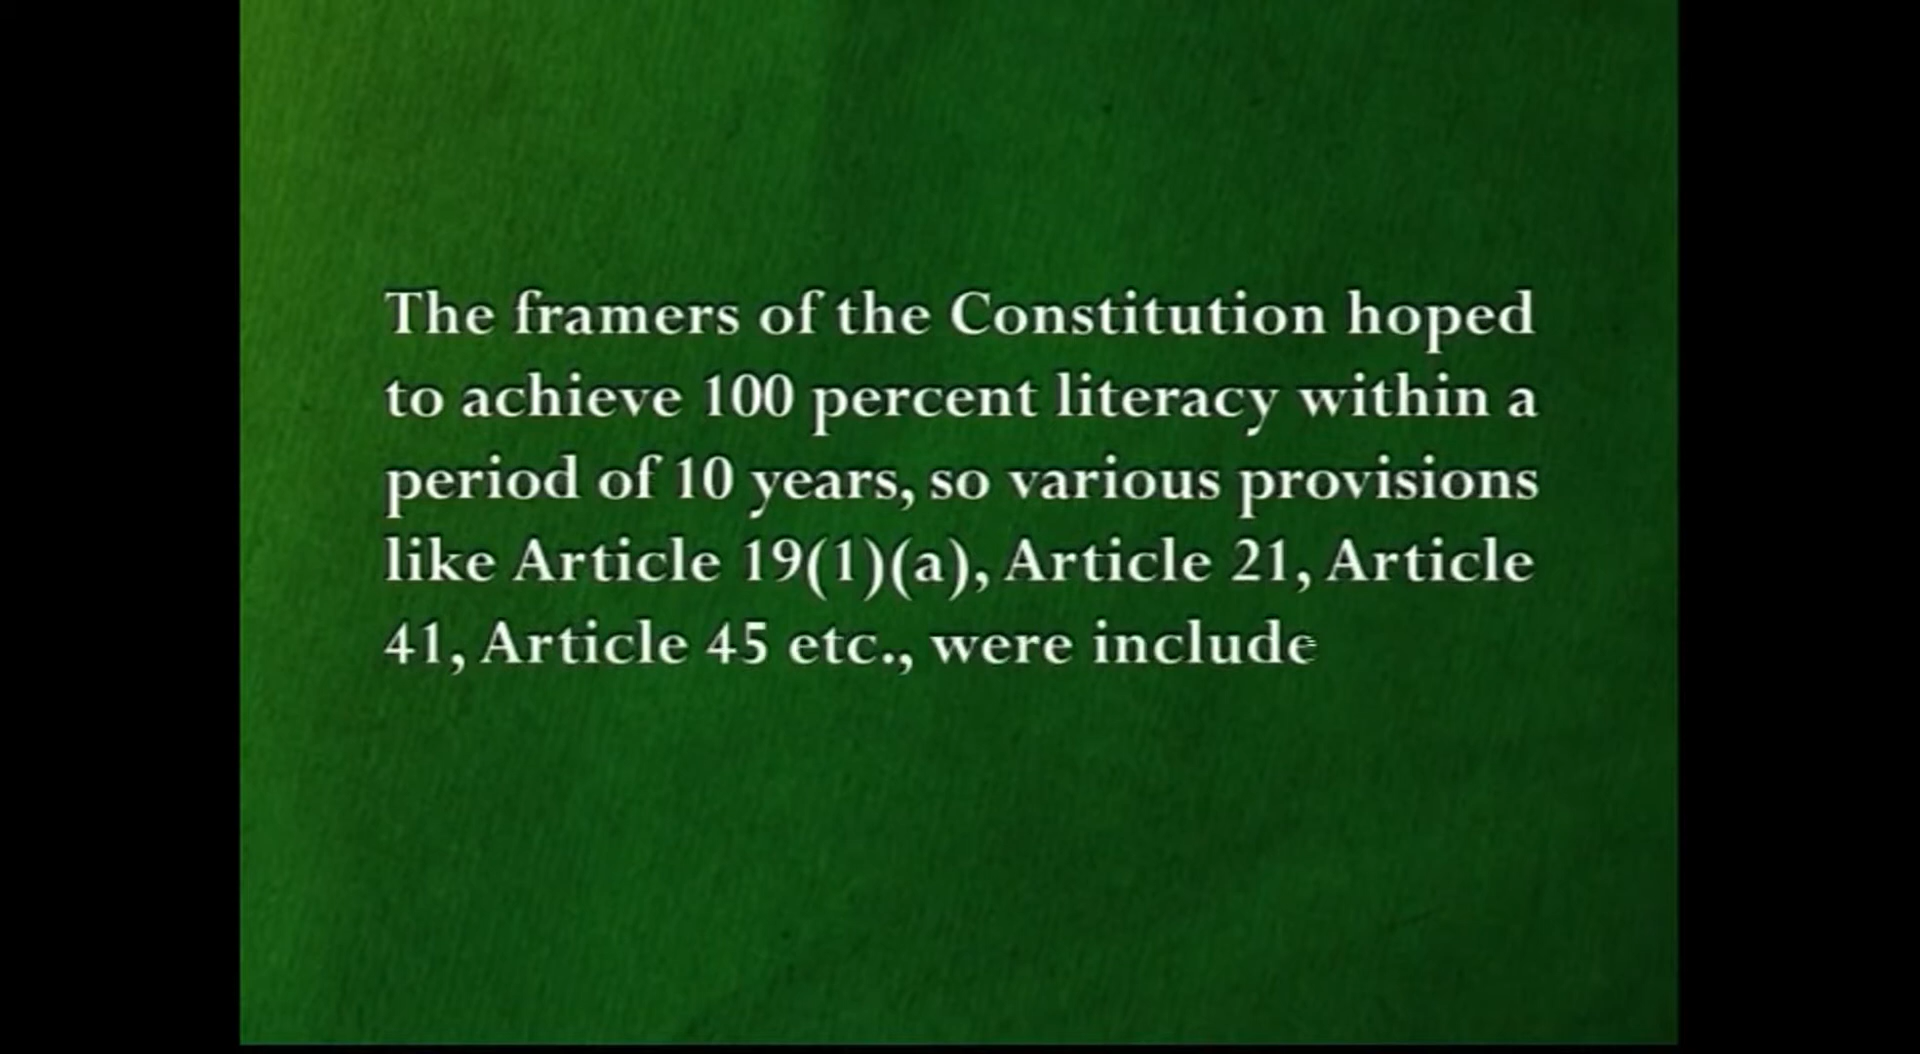 The framers of the Constitution hoped
to achieve 100 percent literacy within a
period of 10 years, so various provisions
like Article 19(1)(a), Article 21, Article
41, Article 45 etc., were include